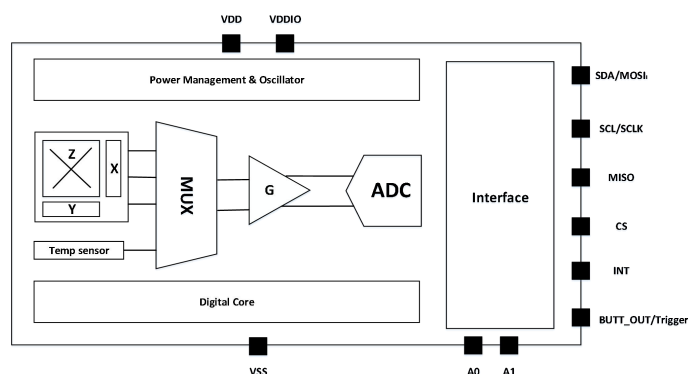 VDD VDDIO
Power Management & Oscillator
SDA/MOSI
SCL/SCLK
Z
X
Y
MUX
G
ADC
Interface
MISO
CS
Temp sensor
INT
Digital Core
BUTT_OUT/Trigger
VSS A0 A1